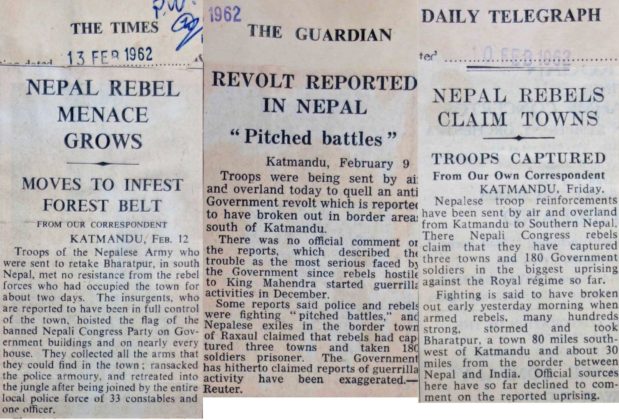 THE TIMES
13 FEB 1962
NEPAL REBEL
MENACE
GROWS
MOVES TO INFEST
FOREST BELT
FROM OUR CORRESPONDENT
KATMANDU, FEB. 12
Troops of the Nepalese Army who
were sent to retake Bharatpur, in south
Nepal, met no resistance from the rebel
forces who had occupied the town for
about two days. The insurgents, who
are reported to have been in full control
of the town, hoisted the flag of the
banned Nepali Congress Party on Gov-
ernment buildings and on nearly every
house. They collected all the arms that
they could find in the town; ransacked
the police armoury, and retreated into
the jungle after being joined by the entire
local police force of 33 constables and
one officer.
1962
THE GUARDIAN
REVOLT REPORTED
IN NEPAL
"Pitched battles"
Katmandu, February 9
Troops were being sent by air
and overland today to quell an anti
Government revolt which is reported
to have broken out in border areas
south of Katmandu.
There was no official comment on
the reports, which described the
trouble as the most serious faced by
the Government since rebels hostile
to King Mahendra started guerrilla
activities in December.
Some reports said police and rebels
were fighting "pitched battles," and
Nepalese exiles in the border town
of Raxaul claimed that rebels had cap-
tured three towns and taken 180
soldiers prisoner. The Government
has hitherto claimed reports of guerrilla
activity have been exaggerated.—
Reuter.
DAILY TELEGRAPH
FEB 1962
NEPAL REBELS
CLAIM TOWNS
TROOPS CAPTURED
From Our Own Correspondent
KATMANDU, Friday.
Nepalese troop reinforcements
have been sent by air and overland
from Katmandu to Southern Nepal.
There Nepali Congress rebels
claim that they have captured
three towns and 180 Government
soldiers in the biggest uprising
against the Royal régime so far.
Fighting is said to have broken
out early yesterday morning when
armed rebels, many hundreds
strong, stormed and took
Bharatpur, a town 80 miles south-
west of Katmandu and about 30
miles from the border between
Nepal and India. Official sources
here have so far declined to com-
ment on the reported uprising.